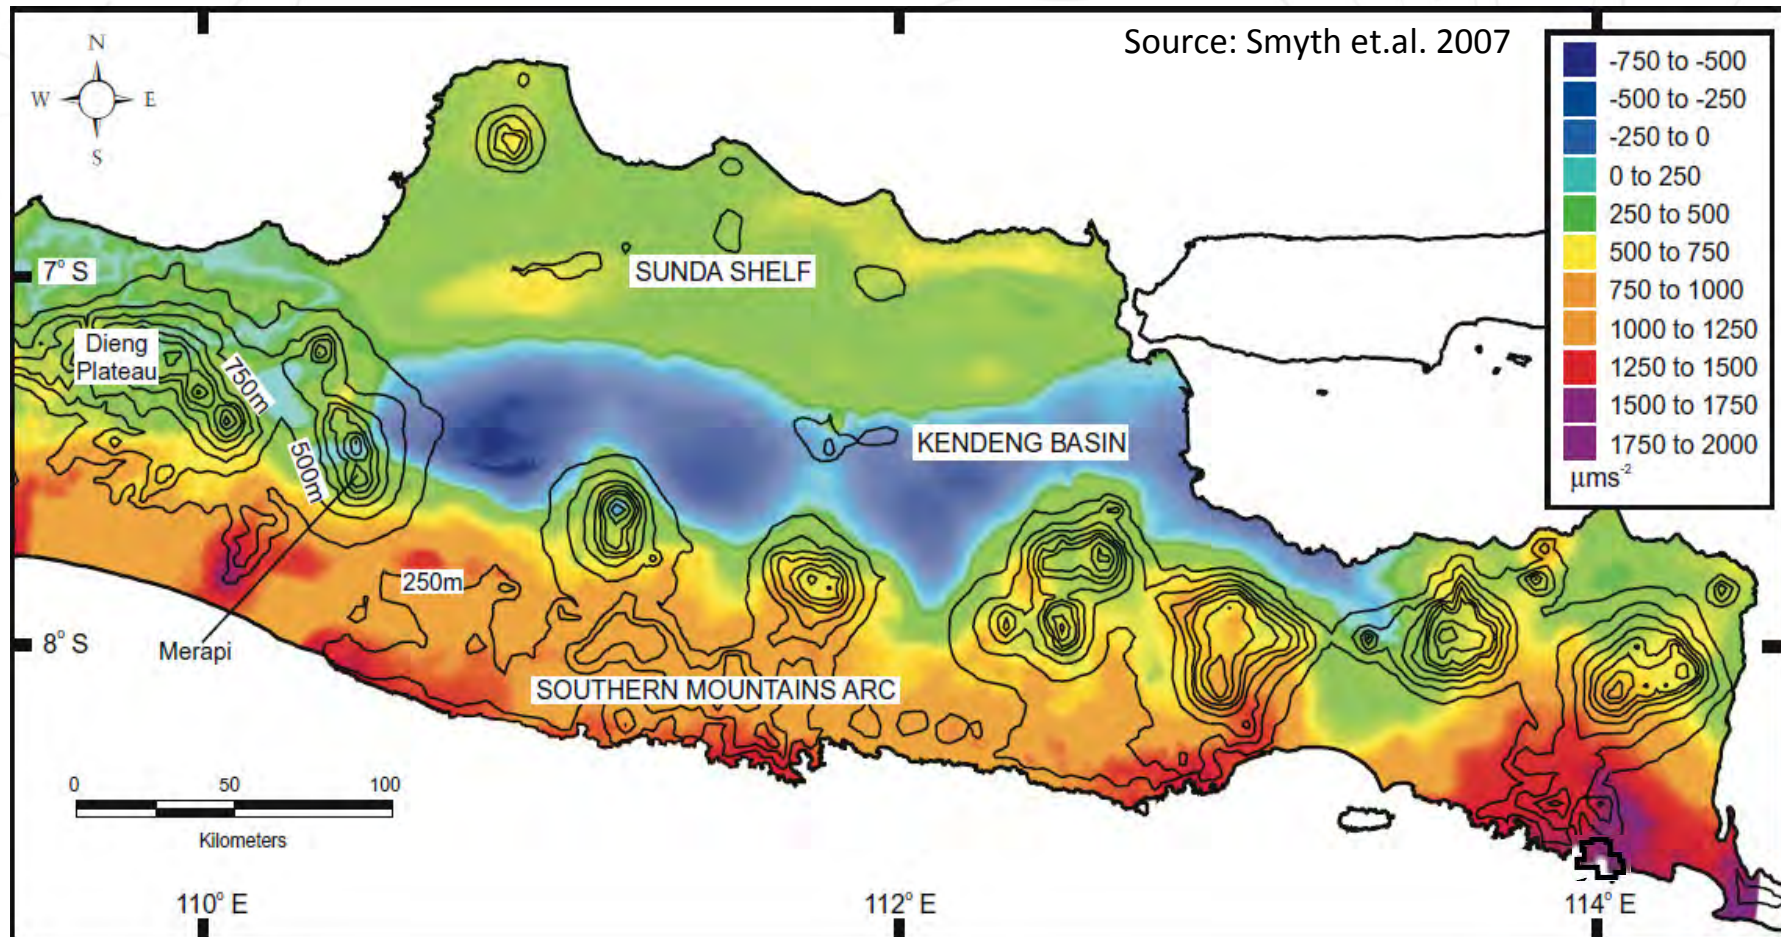 Source: Smyth et.al. 2007
N
W E
S
-750 to -500
-500 to -250
-250 to 0
0 to 250
250 to 500
500 to 750
750 to 1000
1000 to 1250
1250 to 1500
1500 to 1750
1750 to 2000
μms⁻²
7° S
SUNDA SHELF
Dieng
Plateau
750m
500m
KENDENG BASIN
250m
8° S
Merapi
SOUTHERN MOUNTAINS ARC
0 50 100
Kilometers
110° E
112° E
114° E